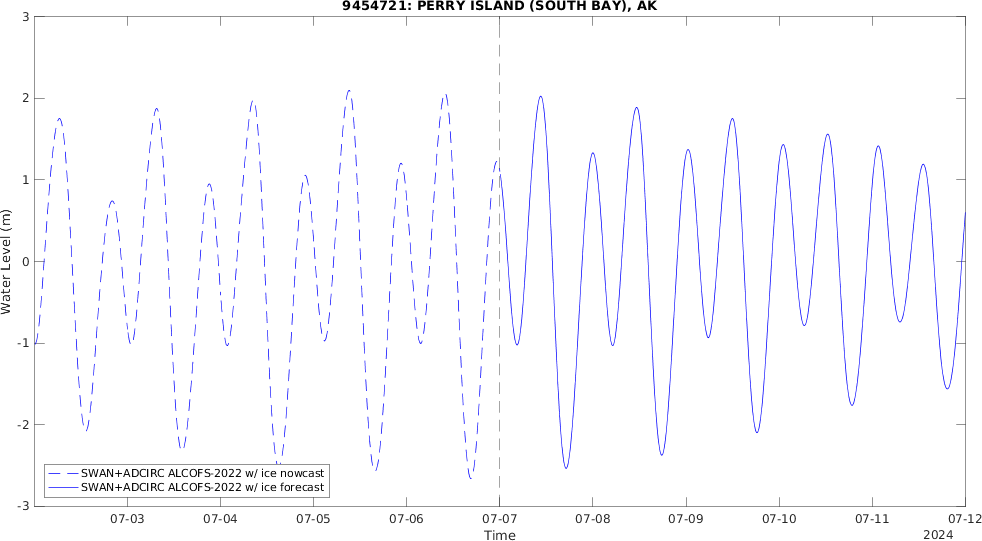 9454721: PERRY ISLAND (SOUTH BAY), AK
3
2
1
0
-1
-2
-3
Water Level (m)
SWAN+ADCIRC ALCOFS-2022 w/ ice nowcast
SWAN+ADCIRC ALCOFS-2022 w/ ice forecast
07-03 07-04 07-05 07-06 07-07 07-08 07-09 07-10 07-11 07-12
Time
2024